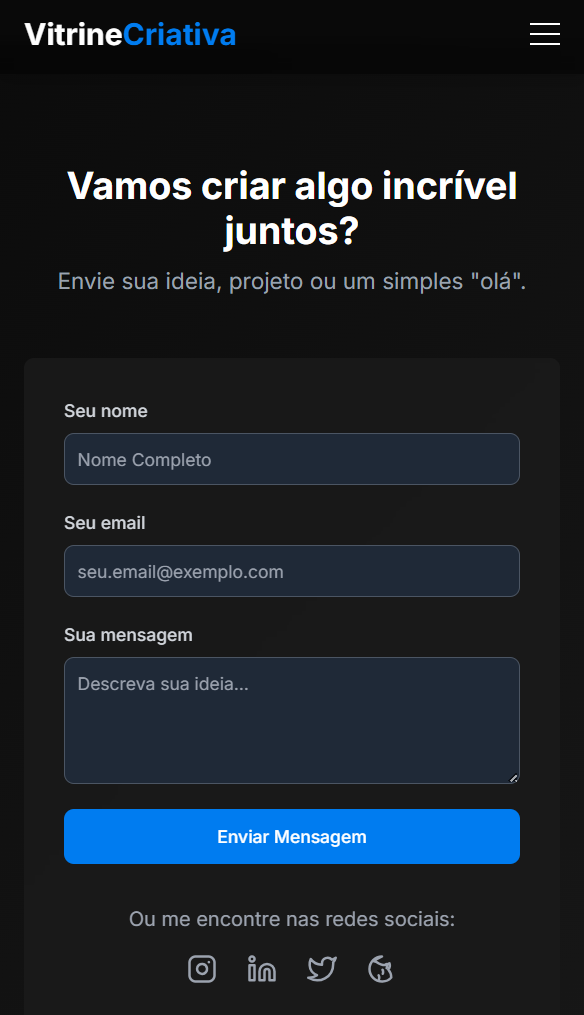 VitrineCriativa
Vamos criar algo incrível
juntos?
Envie sua ideia, projeto ou um simples "olá".
Seu nome
Nome Completo
Seu email
seu.email@exemplo.com
Sua mensagem
Descreva sua ideia...
Enviar Mensagem
Ou me encontre nas redes sociais: